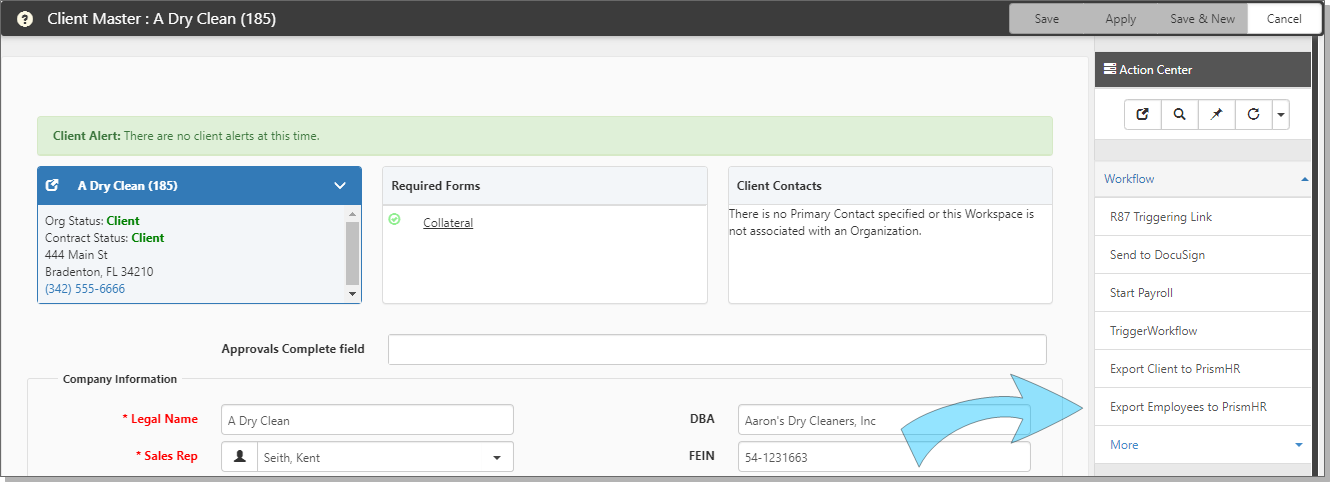 Client Master : A Dry Clean (185)
Save
Apply
Save & New
Cancel
Action Center
Client Alert: There are no client alerts at this time.
A Dry Clean (185)
Org Status: Client
Contract Status: Client
444 Main St
Bradenton, FL 34210
(342) 555-6666
Required Forms
Collateral
Client Contacts
There is no Primary Contact specified or this Workspace is
not associated with an Organization.
Workflow
R87 Triggering Link
Send to DocuSign
Start Payroll
TriggerWorkflow
Export Client to PrismHR
Export Employees to PrismHR
More
Approvals Complete field
Company Information
* Legal Name
A Dry Clean
DBA
Aaron's Dry Cleaners, Inc
* Sales Rep
Seith, Kent
FEIN
54-1231663